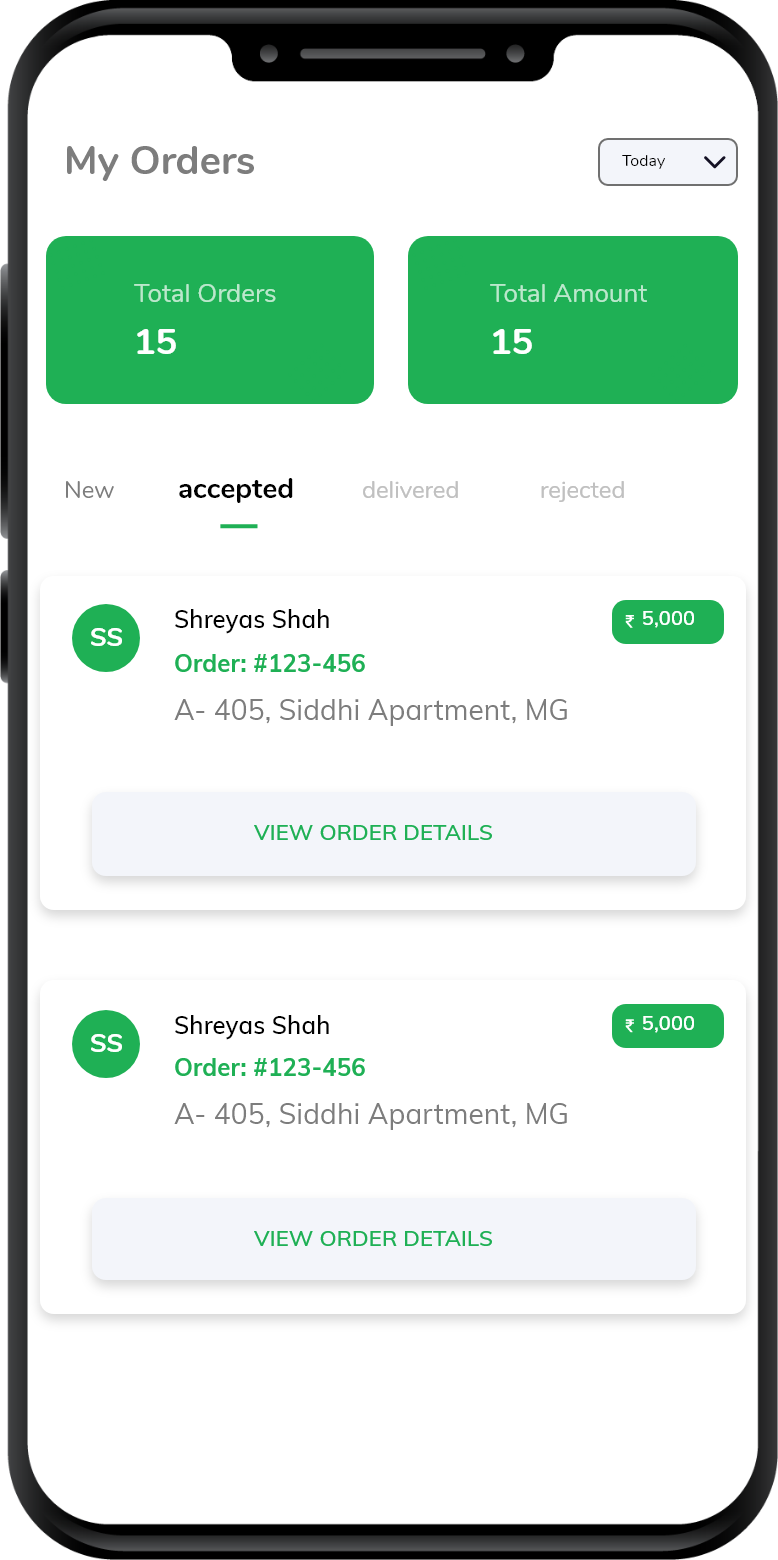 My Orders
Today
Total Orders
15
Total Amount
15
New
accepted
delivered
rejected
SS
Shreyas Shah
₹ 5,000
Order: #123-456
A- 405, Siddhi Apartment, MG
VIEW ORDER DETAILS
SS
Shreyas Shah
₹ 5,000
Order: #123-456
A- 405, Siddhi Apartment, MG
VIEW ORDER DETAILS